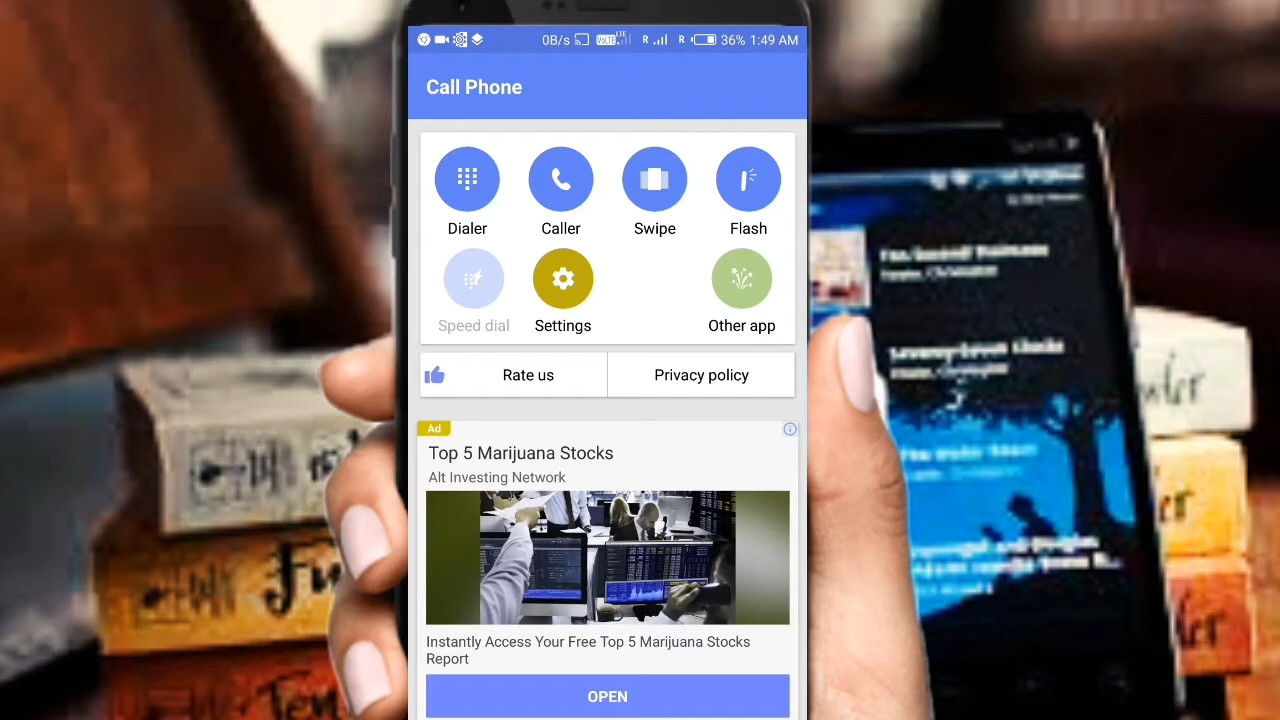 0B/s VoLTE LTE R R 36% 1:49 AM
Call Phone
Dialer Caller Swipe Flash
Speed dial Settings Other app
Rate us Privacy policy
Ad
Top 5 Marijuana Stocks
Alt Investing Network
Instantly Access Your Free Top 5 Marijuana Stocks
Report
OPEN